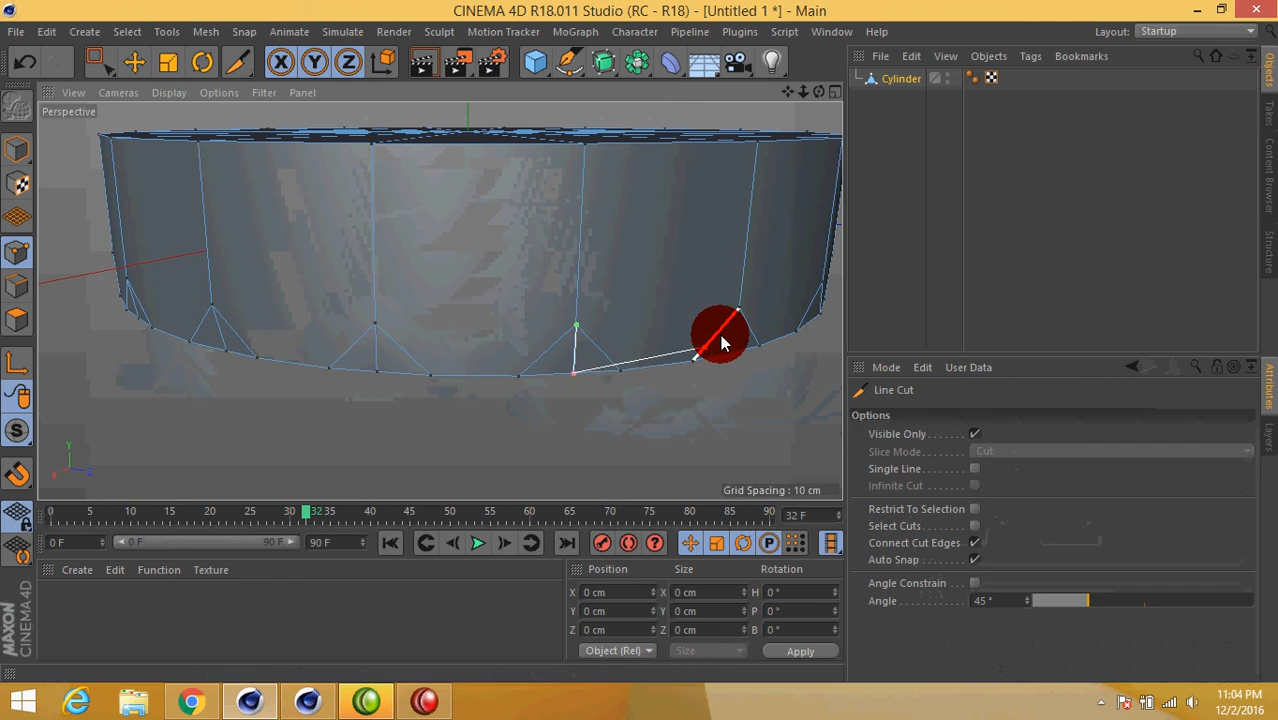 CINEMA 4D R18.011 Studio (RC - R18) - [Untitled 1 *] - Main
File Edit Create Select Tools Mesh Snap Animate Simulate Render Sculpt Motion Tracker MoGraph Character Pipeline Plugins Script Window Help Layout: Startup
X Y Z
View Cameras Display Options Filter Panel
File Edit View Objects Tags Bookmarks
Perspective
Cylinder
Objects
Takes
Content Browser
Structure
Mode Edit User Data
Line Cut
Options
Visible Only
Slice Mode Cut
Single Line
Infinite Cut
Restrict To Selection
Select Cuts
Connect Cut Edges
Auto Snap
Angle Constrain
Angle 45 °
Attributes
Layers
Y
X Z
Grid Spacing : 10 cm
0 5 10 15 20 25 30 32 35 40 45 50 55 60 65 70 75 80 85 90 32 F
0 F 0 F 90 F 90 F
Create Edit Function Texture
Position Size Rotation
X 0 cm X 0 cm H 0 °
Y 0 cm Y 0 cm P 0 °
Z 0 cm Z 0 cm B 0 °
Object (Rel) Size Apply
MAXON CINEMA 4D
11:04 PM
12/2/2016